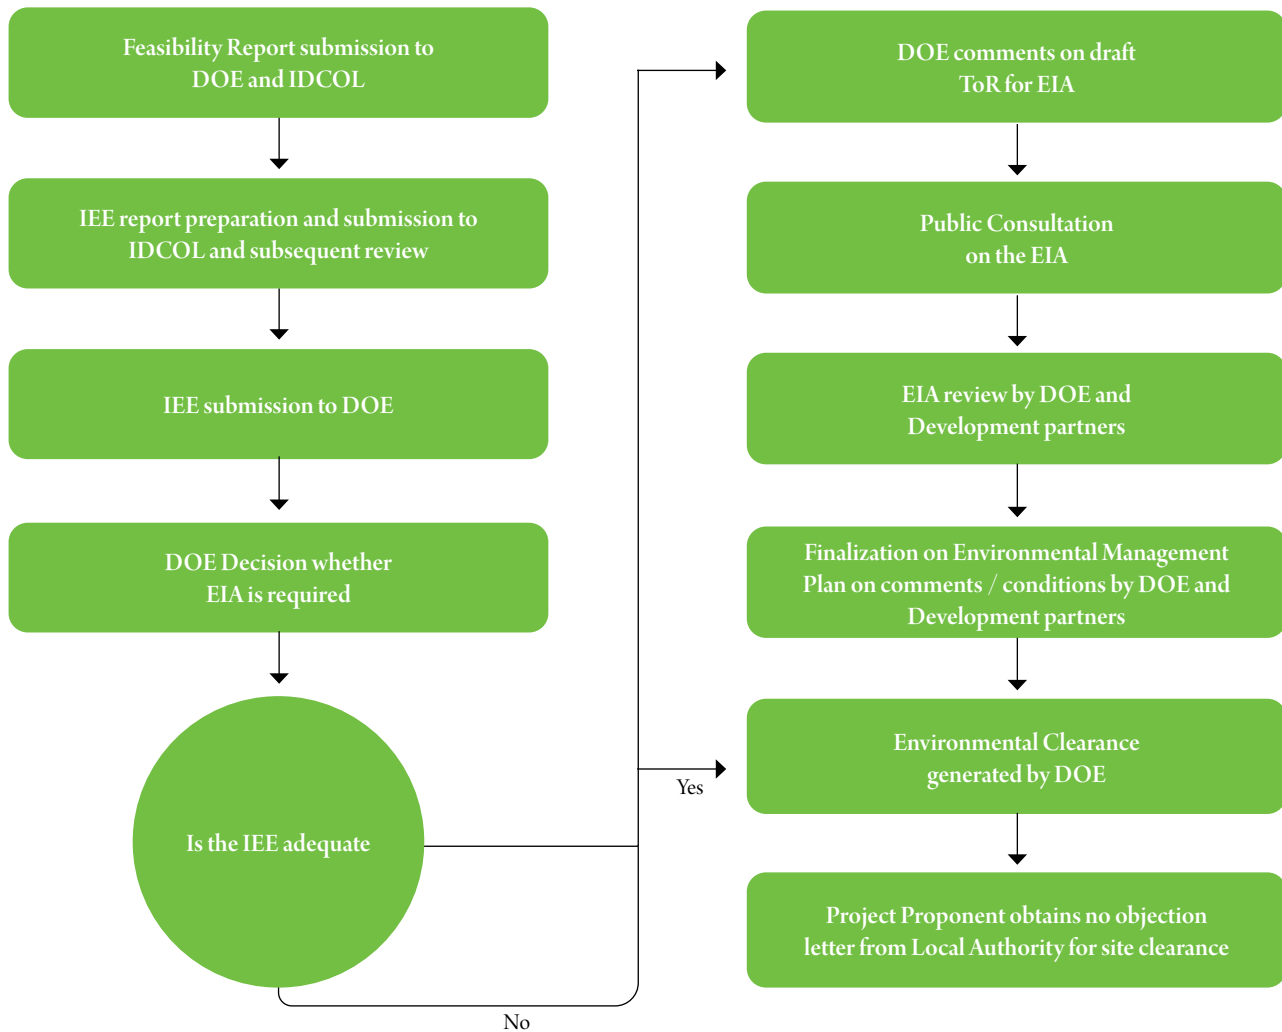 Feasibility Report submission to
DOE and IDCOL
IEE report preparation and submission to
IDCOL and subsequent review
IEE submission to DOE
DOE Decision whether
EIA is required
Is the IEE adequate
No
Yes
DOE comments on draft
ToR for EIA
Public Consultation
on the EIA
EIA review by DOE and
Development partners
Finalization on Environmental Management
Plan on comments / conditions by DOE and
Development partners
Environmental Clearance
generated by DOE
Project Proponent obtains no objection
letter from Local Authority for site clearance